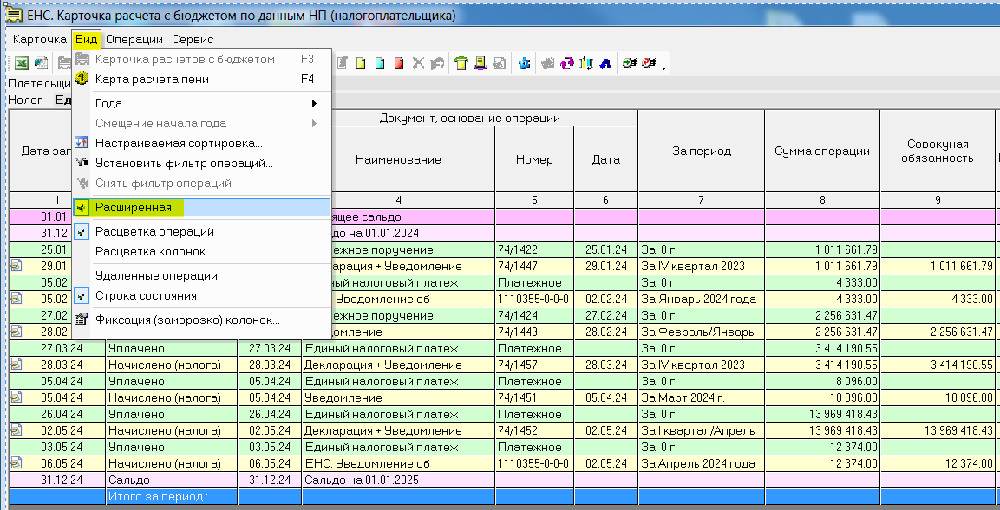 ЕНС. Карточка расчета с бюджетом по данным НП (налогоплательщика)
Карточка Вид Операции Сервис
Карточка расчетов с бюджетом F3
Карта расчета пени F4
Года
Смещение начала года
Настраиваемая сортировка...
Установить фильтр операций...
Снять фильтр операций
Расширенная
Расцветка операций
Расцветка колонок
Удаленные операции
Строка состояния
Фиксация (заморозка) колонок...
Плательщи
Налог Ед
Документ, основание операции
Дата зап Наименование Номер Дата За период Сумма операции Совокуная обязанность
1 4 5 6 7 8 9
01.01. ящее сальдо
31.12. до на 01.01.2024
25.01. ежное поручение 74/1422 25.01.24 За 0 г. 1 011 661.79
29.01. арация + Уведомление 74/1447 29.01.24 За IV квартал 2023 1 011 661.79 1 011 661.79
05.02. ый налоговый платеж Платежное За 0 г. 4 333.00
05.02. Уведомление об 1110355-0-0-0 02.02.24 За Январь 2024 года 4 333.00 4 333.00
27.02. ежное поручение 74/1424 27.02.24 За 0 г. 2 256 631.47
28.02. омление 74/1449 28.02.24 За Февраль/Январь 2 256 631.47 2 256 631.47
27.03.24 Уплачено 27.03.24 Единый налоговый платеж Платежное За 0 г. 3 414 190.55
28.03.24 Начислено (налога) 28.03.24 Декларация + Уведомление 74/1457 28.03.24 За IV квартал 2023 3 414 190.55 3 414 190.55
05.04.24 Уплачено 05.04.24 Единый налоговый платеж Платежное За 0 г. 18 096.00
05.04.24 Начислено (налога) 05.04.24 Уведомление 74/1451 05.04.24 За Март 2024 г. 18 096.00 18 096.00
26.04.24 Уплачено 26.04.24 Единый налоговый платеж Платежное За 0 г. 13 969 418.43
02.05.24 Начислено (налога) 02.05.24 Декларация + Уведомление 74/1452 02.05.24 За I квартал/Апрель 13 969 418.43 13 969 418.43
03.05.24 Уплачено 03.05.24 Единый налоговый платеж Платежное За 0 г. 12 374.00
06.05.24 Начислено (налога) 06.05.24 ЕНС. Уведомление об 1110355-0-0-0 02.05.24 За Апрель 2024 года 12 374.00 12 374.00
31.12.24 Сальдо 31.12.24 Сальдо на 01.01.2025
Итого за период :